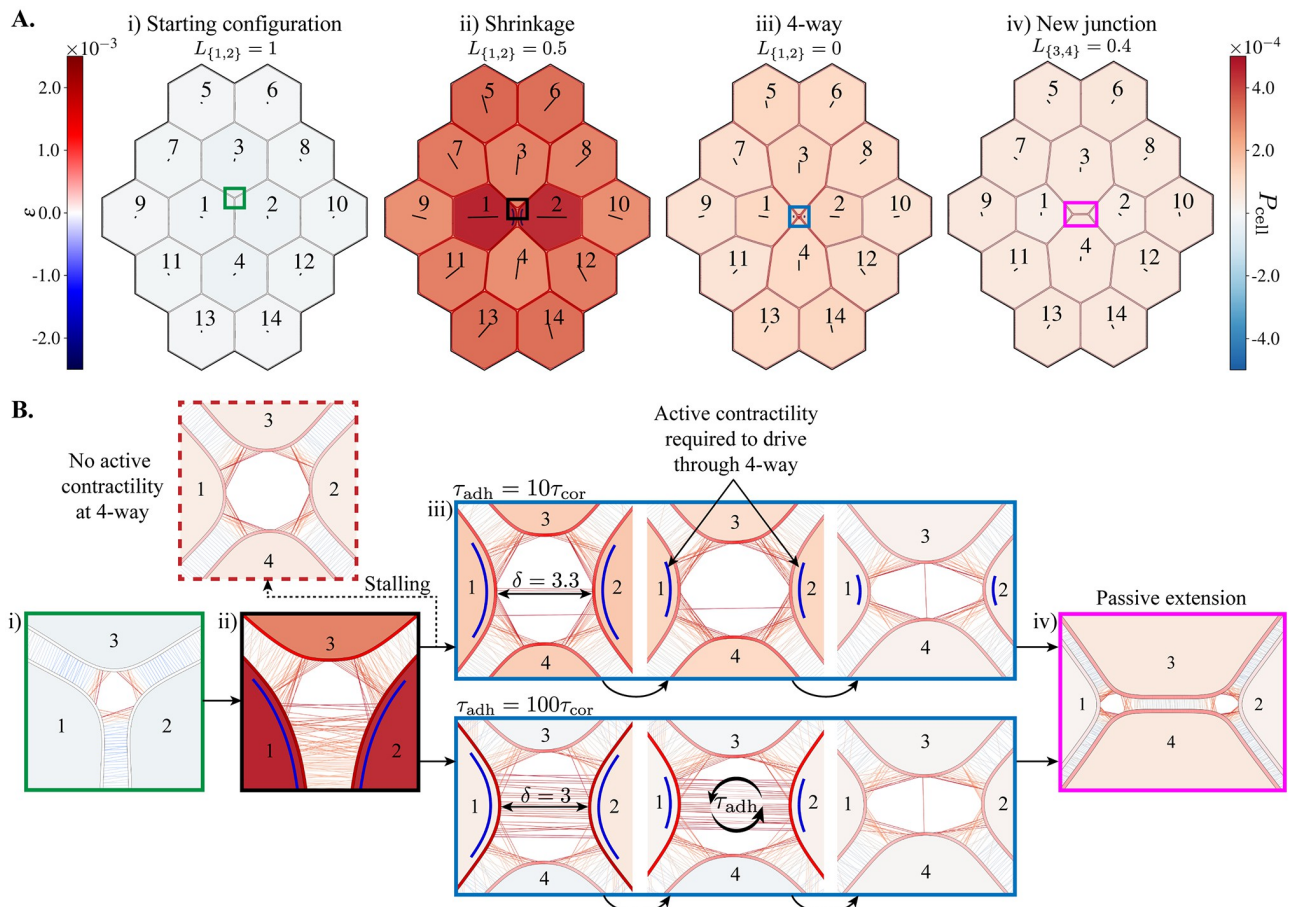 A.
i) Starting configuration
L{1,2} = 1
ii) Shrinkage
L{1,2} = 0.5
iii) 4-way
L{1,2} = 0
iv) New junction
L{3,4} = 0.4
×10⁻³
2.0
1.0
0.0
-1.0
-2.0
ε
5 6
7 3 8
9 1 2 10
11 4 12
13 14
5 6
7 3 8
9 1 2 10
11 4 12
13 14
5 6
7 3 8
9 1 2 10
11 4 12
13 14
5 6
7 3 8
9 1 2 10
11 4 12
13 14
×10⁻⁴
4.0
2.0
0.0
-2.0
-4.0
Pcell
B.
No active
contractility
at 4-way
3
1 2
4
Stalling
Active contractility
required to drive
through 4-way
i)
3
1 2
ii)
3
1 2
τadh = 10τcor
iii)
3
1 δ = 3.3 2
4
3
1 2
4
3
1 2
4
τadh = 100τcor
3
1 δ = 3 2
4
3
1 τadh 2
4
3
1 2
4
Passive extension
iv)
3
1 2
4